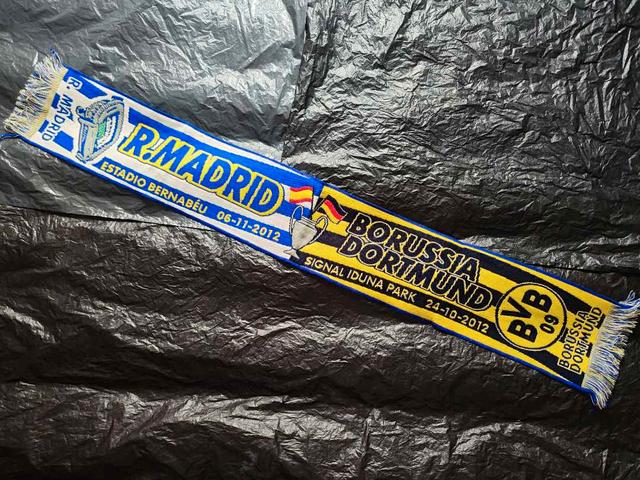 R. MADRID
R.MADRID
ESTADIO BERNABÉU 06-11-2012
BORUSSIA
DORTMUND
SIGNAL IDUNA PARK 24-10-2012
BVB
09
BORUSSIA
DORTMUND